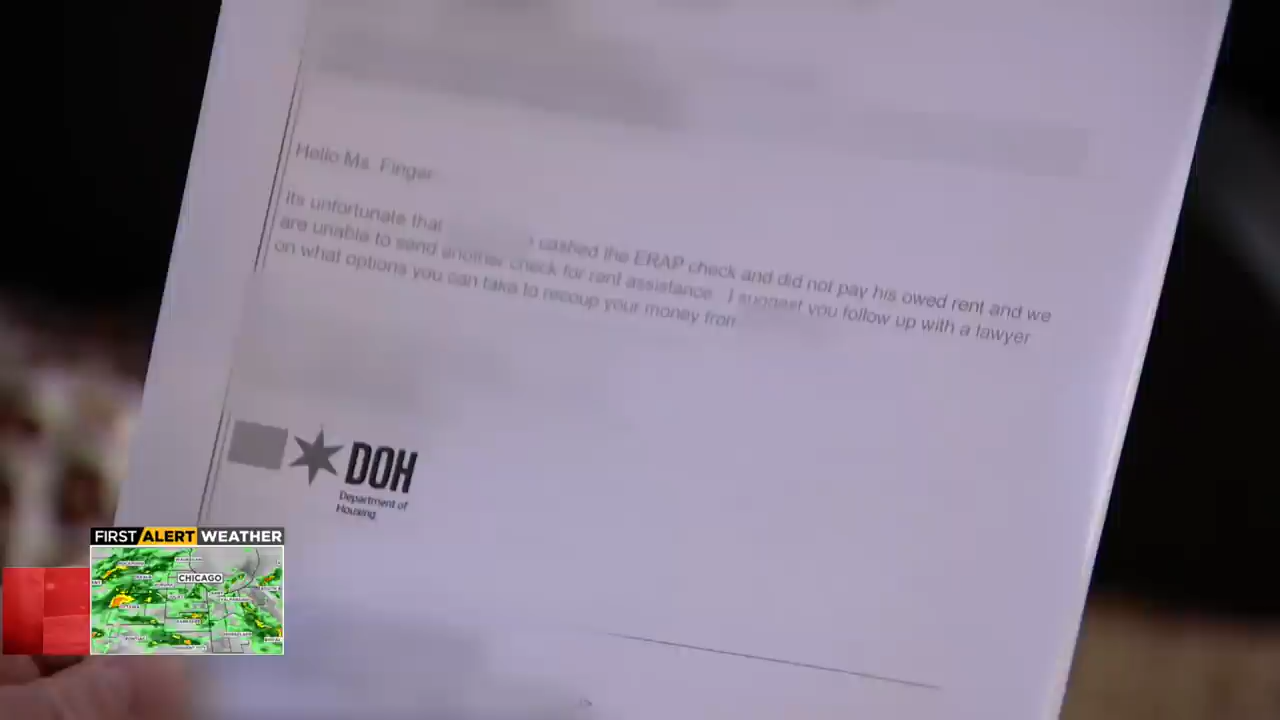 Hello Ms. Finger
Its unfortunate that cashed the ERAP check and did not pay his owed rent and we
are unable to send another check for rent assistance. I suggest you follow up with a lawyer
on what options you can take to recoup your money from
DOH
Department of
Housing
FIRST ALERT WEATHER
CHICAGO